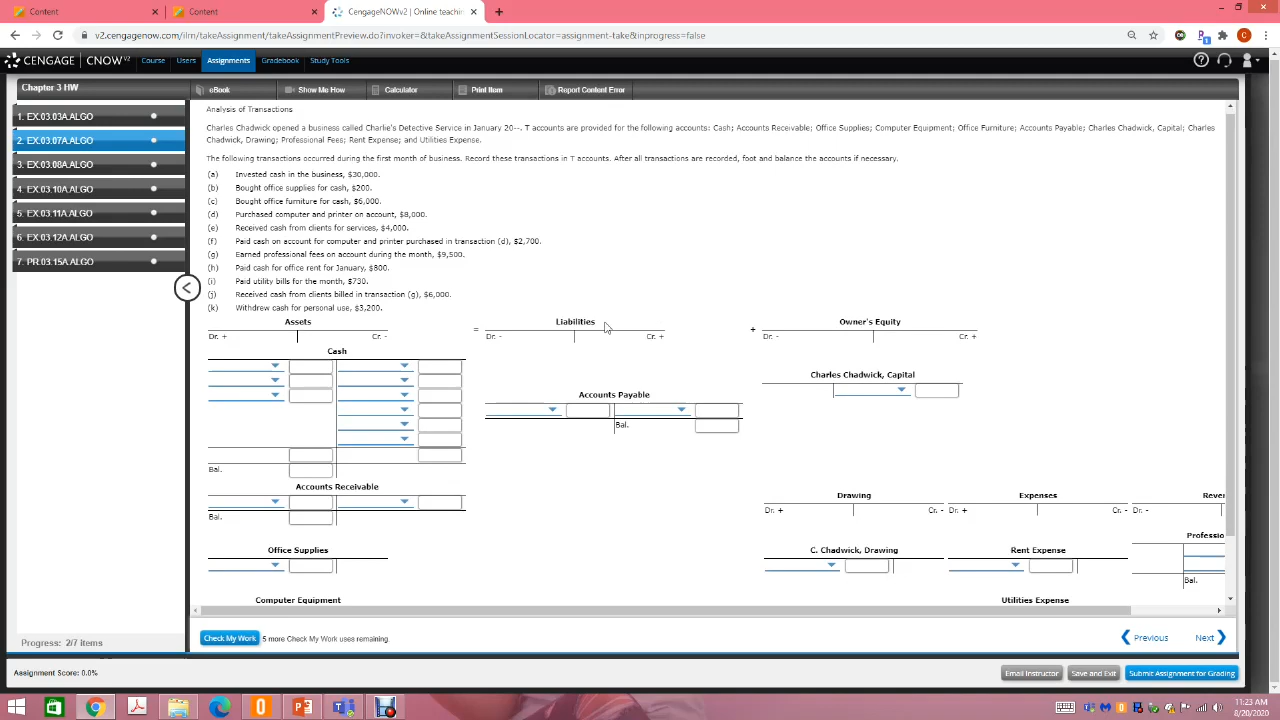 Content
Content
CengageNOWv2 | Online teachin
v2.cengagenow.com/ilrn/takeAssignment/takeAssignmentPreview.do?invoker=&takeAssignmentSessionLocator=assignment-take&inprogress=false
CENGAGE CNOWV2 Course Users Assignments Gradebook Study Tools
Chapter 3 HW
eBook Show Me How Calculator Print Item Report Content Error
1. EX.03.03A.ALGO
2. EX.03.07A.ALGO
3. EX.03.08A.ALGO
4. EX.03.10A.ALGO
5. EX.03.11A.ALGO
6. EX.03.12A.ALGO
7. PR.03.15A.ALGO
Progress: 2/7 items
Analysis of Transactions
Charles Chadwick opened a business called Charlie's Detective Service in January 20--. T accounts are provided for the following accounts: Cash; Accounts Receivable; Office Supplies; Computer Equipment; Office Furniture; Accounts Payable; Charles Chadwick, Capital; Charles
Chadwick, Drawing; Professional Fees; Rent Expense; and Utilities Expense.
The following transactions occurred during the first month of business. Record these transactions in T accounts. After all transactions are recorded, foot and balance the accounts if necessary.
(a) Invested cash in the business, $30,000.
(b) Bought office supplies for cash, $200.
(c) Bought office furniture for cash, $6,000.
(d) Purchased computer and printer on account, $8,000.
(e) Received cash from clients for services, $4,000.
(f) Paid cash on account for computer and printer purchased in transaction (d), $2,700.
(g) Earned professional fees on account during the month, $9,500.
(h) Paid cash for office rent for January, $800.
(i) Paid utility bills for the month, $730.
(j) Received cash from clients billed in transaction (g), $6,000.
(k) Withdrew cash for personal use, $3,200.
Assets = Liabilities + Owner's Equity
Dr. + Cr. - Dr. - Cr. + Dr. - Cr. +
Cash
Charles Chadwick, Capital
Accounts Payable
Bal.
Bal.
Accounts Receivable
Bal.
Drawing Expenses Rever
Dr. + Cr. - Dr. + Cr. - Dr. -
Professio
Office Supplies C. Chadwick, Drawing Rent Expense
Bal.
Computer Equipment Utilities Expense
Check My Work 5 more Check My Work uses remaining.
Previous Next
Assignment Score: 0.0%
Email Instructor Save and Exit Submit Assignment for Grading
11:23 AM
8/20/2020